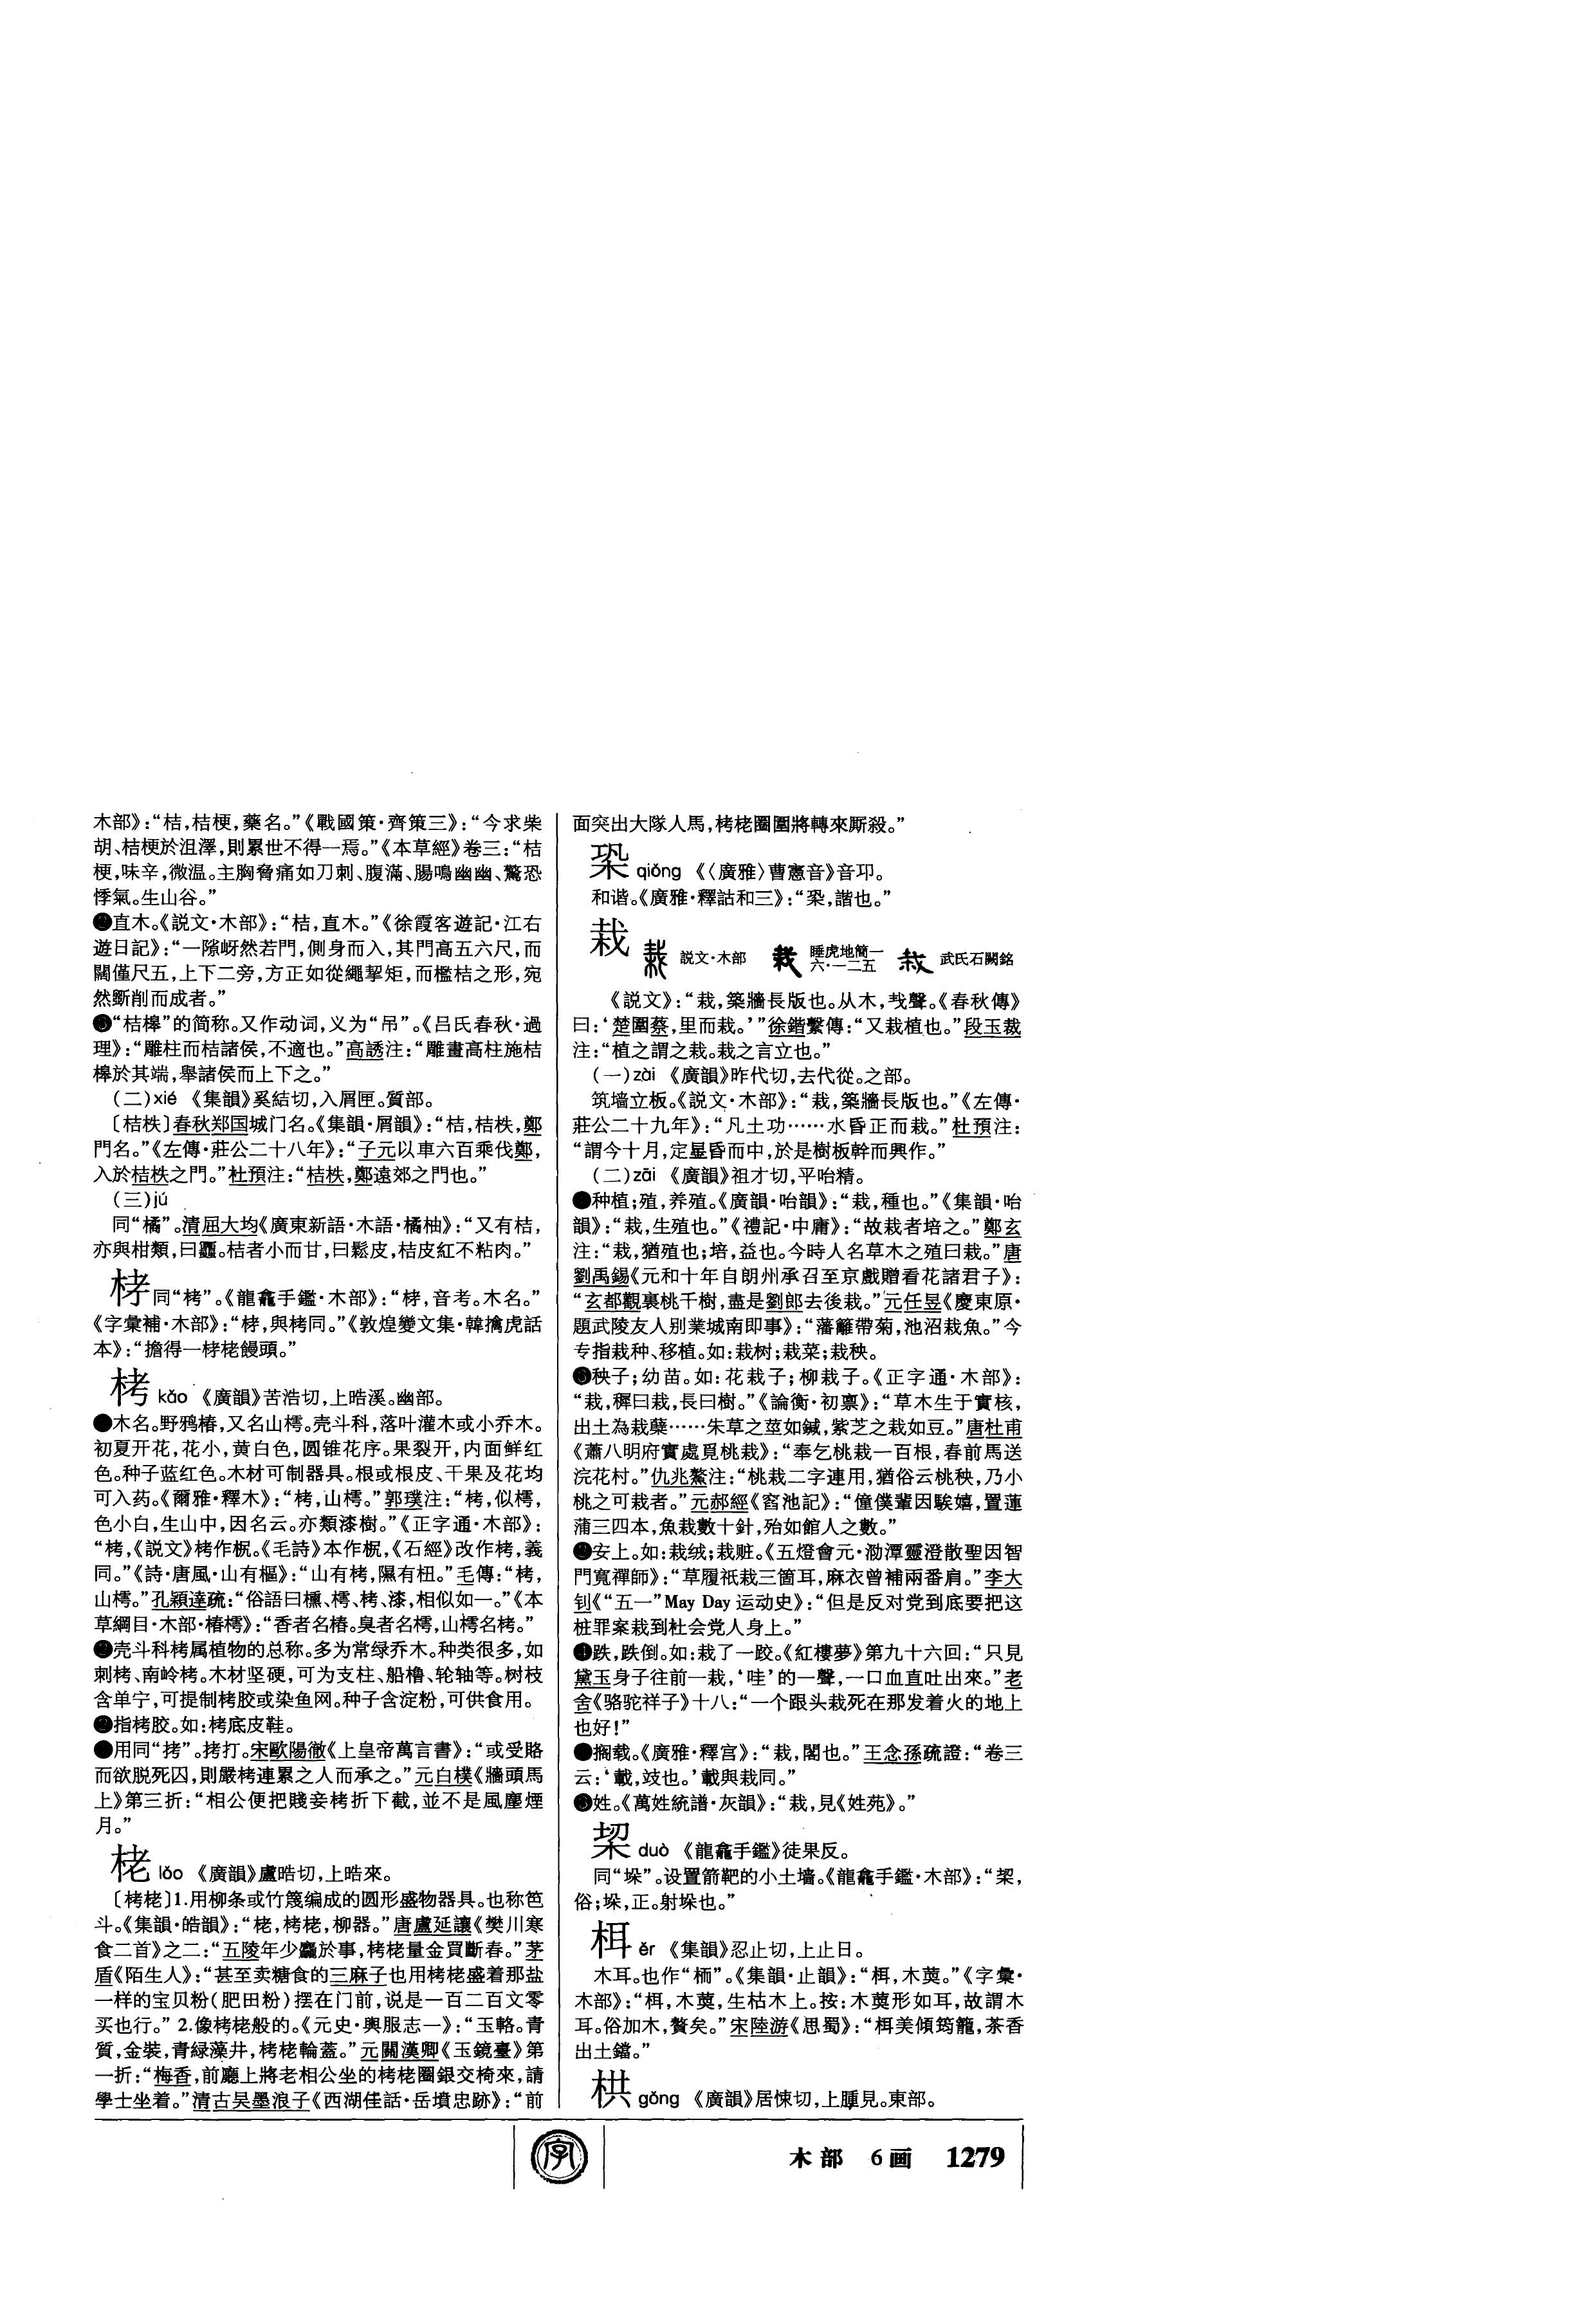 木部》：“桔，桔梗，藥名。”《戰國策·齊策三》：“今求柴
胡、桔梗於沮澤，則累世不得一焉。”《本草經》卷三：“桔
梗，味辛，微温。主胸脅痛如刀刺、腹滿、腸鳴幽幽、驚恐
悸氣。生山谷。”
❷直木。《説文·木部》：“桔，直木。”《徐霞客遊記·江右
遊日記》：“一隙岈然若門，側身而入，其門高五六尺，而
闊僅尺五，上下二旁，方正如從繩挈矩，而檻桔之形，宛
然斲削而成者。”
❸“桔槔”的简称。又作动词，义为“吊”。《吕氏春秋·過
理》：“雕柱而桔諸侯，不適也。”高誘注：“雕畫高柱施桔
槔於其端，舉諸侯而上下之。”
（二）xié 《集韻》奚結切，入屑匣。質部。
〔桔柣〕春秋郑国城门名。《集韻·屑韻》：“桔，桔柣，鄭
門名。”《左傳·莊公二十八年》：“子元以車六百乘伐鄭，
入於桔柣之門。”杜預注：“桔柣，鄭遠郊之門也。”
（三）jú
同“橘”。清屈大均《廣東新語·木語·橘柚》：“又有桔，
亦與柑類，曰。桔者小而甘，曰鬆皮，桔皮紅不粘肉。”
㭳同“栲”。《龍龕手鑑·木部》：“㭳，音考。木名。”
《字彙補·木部》：“㭳，與栲同。”《敦煌變文集·韓擒虎話
本》：“擔得一㭳栳饅頭。”
栲 kǎo 《廣韻》苦浩切，上晧溪。幽部。
●木名。野鸦椿，又名山樗。壳斗科，落叶灌木或小乔木。
初夏开花，花小，黄白色，圆锥花序。果裂开，内面鲜红
色。种子蓝红色。木材可制器具。根或根皮、干果及花均
可入药。《爾雅·釋木》：“栲，山樗。”郭璞注：“栲，似樗，
色小白，生山中，因名云。亦類漆樹。”《正字通·木部》：
“栲，《説文》栲作㮄。《毛詩》本作㮄，《石經》改作栲，義
同。”《詩·唐風·山有樞》：“山有栲，隰有杻。”毛傳：“栲，
山樗。”孔穎達疏：“俗語曰櫄、樗、栲、漆，相似如一。”《本
草綱目·木部·椿樗》：“香者名椿。臭者名樗，山樗名栲。”
❷壳斗科栲属植物的总称。多为常绿乔木。种类很多，如
刺栲、南岭栲。木材坚硬，可为支柱、船橹、轮轴等。树枝
含单宁，可提制栲胶或染鱼网。种子含淀粉，可供食用。
❷指栲胶。如：栲底皮鞋。
●用同“拷”。拷打。宋歐陽徹《上皇帝萬言書》：“或受賂
而欲脱死囚，則嚴栲連累之人而承之。”元白樸《牆頭馬
上》第三折：“相公便把賤妾栲折下截，並不是風塵煙
月。”
栳 lǎo 《廣韻》盧晧切，上晧來。
〔栲栳〕1.用柳条或竹篾编成的圆形盛物器具。也称笆
斗。《集韻·皓韻》：“栳，栲栳，柳器。”唐盧延讓《樊川寒
食二首》之二：“五陵年少麤於事，栲栳量金買斷春。”茅
盾《陌生人》：“甚至卖糖食的三麻子也用栲栳盛着那盐
一样的宝贝粉（肥田粉）摆在门前，说是一百二百文零
买也行。” 2.像栲栳般的。《元史·輿服志一》：“玉輅。青
質，金裝，青緑藻井，栲栳輪蓋。”元關漢卿《玉鏡臺》第
一折：“梅香，前廳上將老相公坐的栲栳圈銀交椅來，請
學士坐着。”清古吴墨浪子《西湖佳話·岳墳忠跡》：“前
面突出大隊人馬，栲栳圈圍將轉來厮殺。”
㭉 qiǒng 《〈廣雅〉曹憲音》音卭。
和谐。《廣雅·釋詁和三》：“㭉，諧也。”
栽 説文·木部 睡虎地簡一六·一二五 武氏石闕銘
《説文》：“栽，築牆長版也。从木，𢦏聲。《春秋傳》
曰：‘楚圍蔡，里而栽。’”徐鍇繫傳：“又栽植也。”段玉裁
注：“植之謂之栽。栽之言立也。”
（一）zài 《廣韻》昨代切，去代從。之部。
筑墙立板。《説文·木部》：“栽，築牆長版也。”《左傳·
莊公二十九年》：“凡土功……水昏正而栽。”杜預注：
“謂今十月，定星昏而中，於是樹板幹而興作。”
（二）zāi 《廣韻》祖才切，平咍精。
●种植；殖，养殖。《廣韻·咍韻》：“栽，種也。”《集韻·咍
韻》：“栽，生殖也。”《禮記·中庸》：“故栽者培之。”鄭玄
注：“栽，猶殖也；培，益也。今時人名草木之殖曰栽。”唐
劉禹錫《元和十年自朗州承召至京戲贈看花諸君子》：
“玄都觀裏桃千樹，盡是劉郎去後栽。”元任昱《慶東原·
題武陵友人别業城南即事》：“藩籬帶菊，池沼栽魚。”今
专指栽种、移植。如：栽树；栽菜；栽秧。
❸秧子；幼苗。如：花栽子；柳栽子。《正字通·木部》：
“栽，穉曰栽，長曰樹。”《論衡·初禀》：“草木生于實核，
出土為栽蘖……朱草之莖如鍼，紫芝之栽如豆。”唐杜甫
《蕭八明府實處覓桃栽》：“奉乞桃栽一百根，春前馬送
浣花村。”仇兆鰲注：“桃栽二字連用，猶俗云桃秧，乃小
桃之可栽者。”元郝經《窅池記》：“僮僕輩因騃嬉，置蓮
蒲三四本，魚栽數十針，殆如館人之數。”
❷安上。如：栽绒；栽赃。《五燈會元·泐潭靈澄散聖因智
門寬禪師》：“草履祇栽三箇耳，麻衣曾補兩番肩。”李大
钊《“五一”May Day 运动史》：“但是反对党到底要把这
桩罪案栽到社会党人身上。”
❹跌，跌倒。如：栽了一跤。《紅樓夢》第九十六回：“只見
黛玉身子往前一栽，‘哇’的一聲，一口血直吐出來。”老
舍《骆驼祥子》十八：“一个跟头栽死在那发着火的地上
也好！”
●搁载。《廣雅·釋宫》：“栽，閣也。”王念孫疏證：“卷三
云：‘載，攱也。’載與栽同。”
❻姓。《萬姓統譜·灰韻》：“栽，見《姓苑》。”
㭐 duò 《龍龕手鑑》徒果反。
同“垛”。设置箭靶的小土墙。《龍龕手鑑·木部》：“㭐，
俗；垛，正。射垛也。”
栮 ěr 《集韻》忍止切，上止日。
木耳。也作“栭”。《集韻·止韻》：“栮，木萸。”《字彙·
木部》：“栮，木萸，生枯木上。按：木萸形如耳，故謂木
耳。俗加木，贅矣。”宋陸游《思蜀》：“栮美傾筠籠，茶香
出土鐺。”
栱 gǒng 《廣韻》居悚切，上腫見。東部。
字
木部 6画 1279